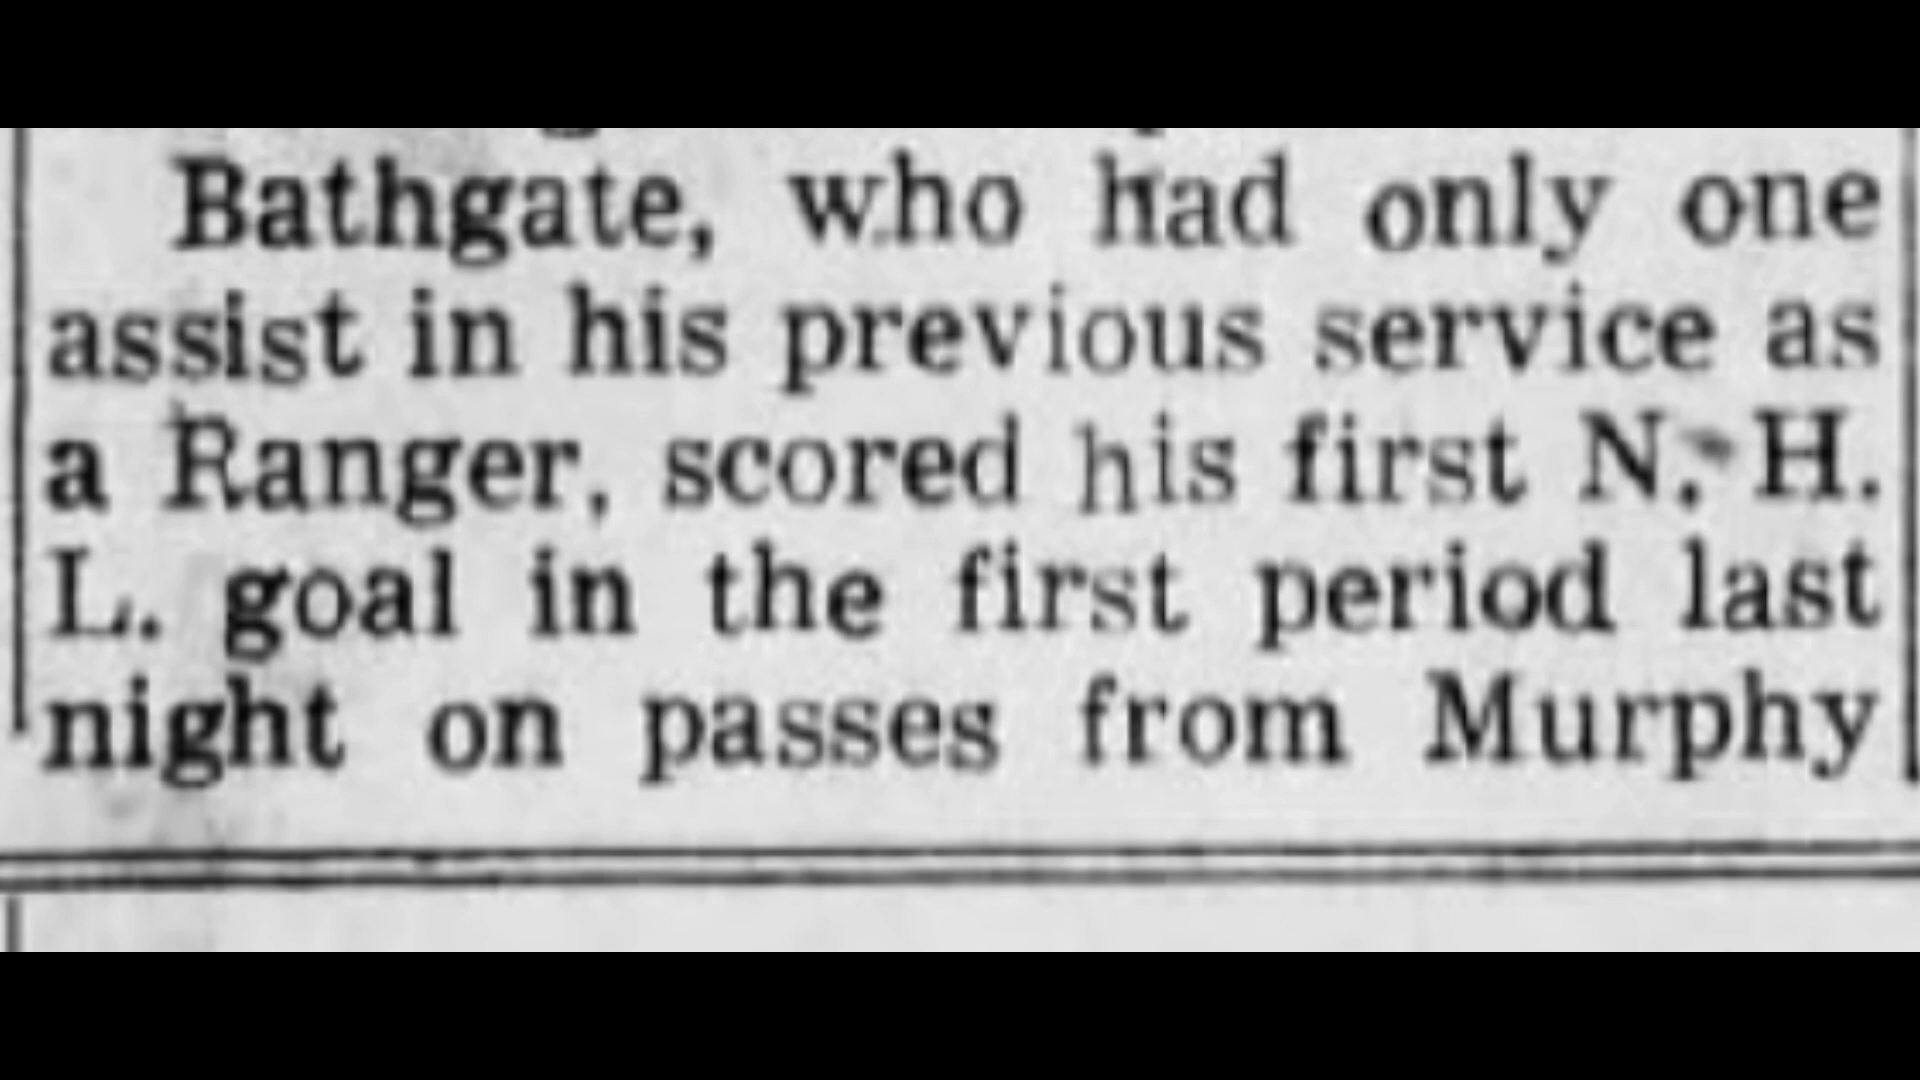 Bathgate, who had only one
assist in his previous service as
a Ranger, scored his first N. H.
L. goal in the first period last
night on passes from Murphy